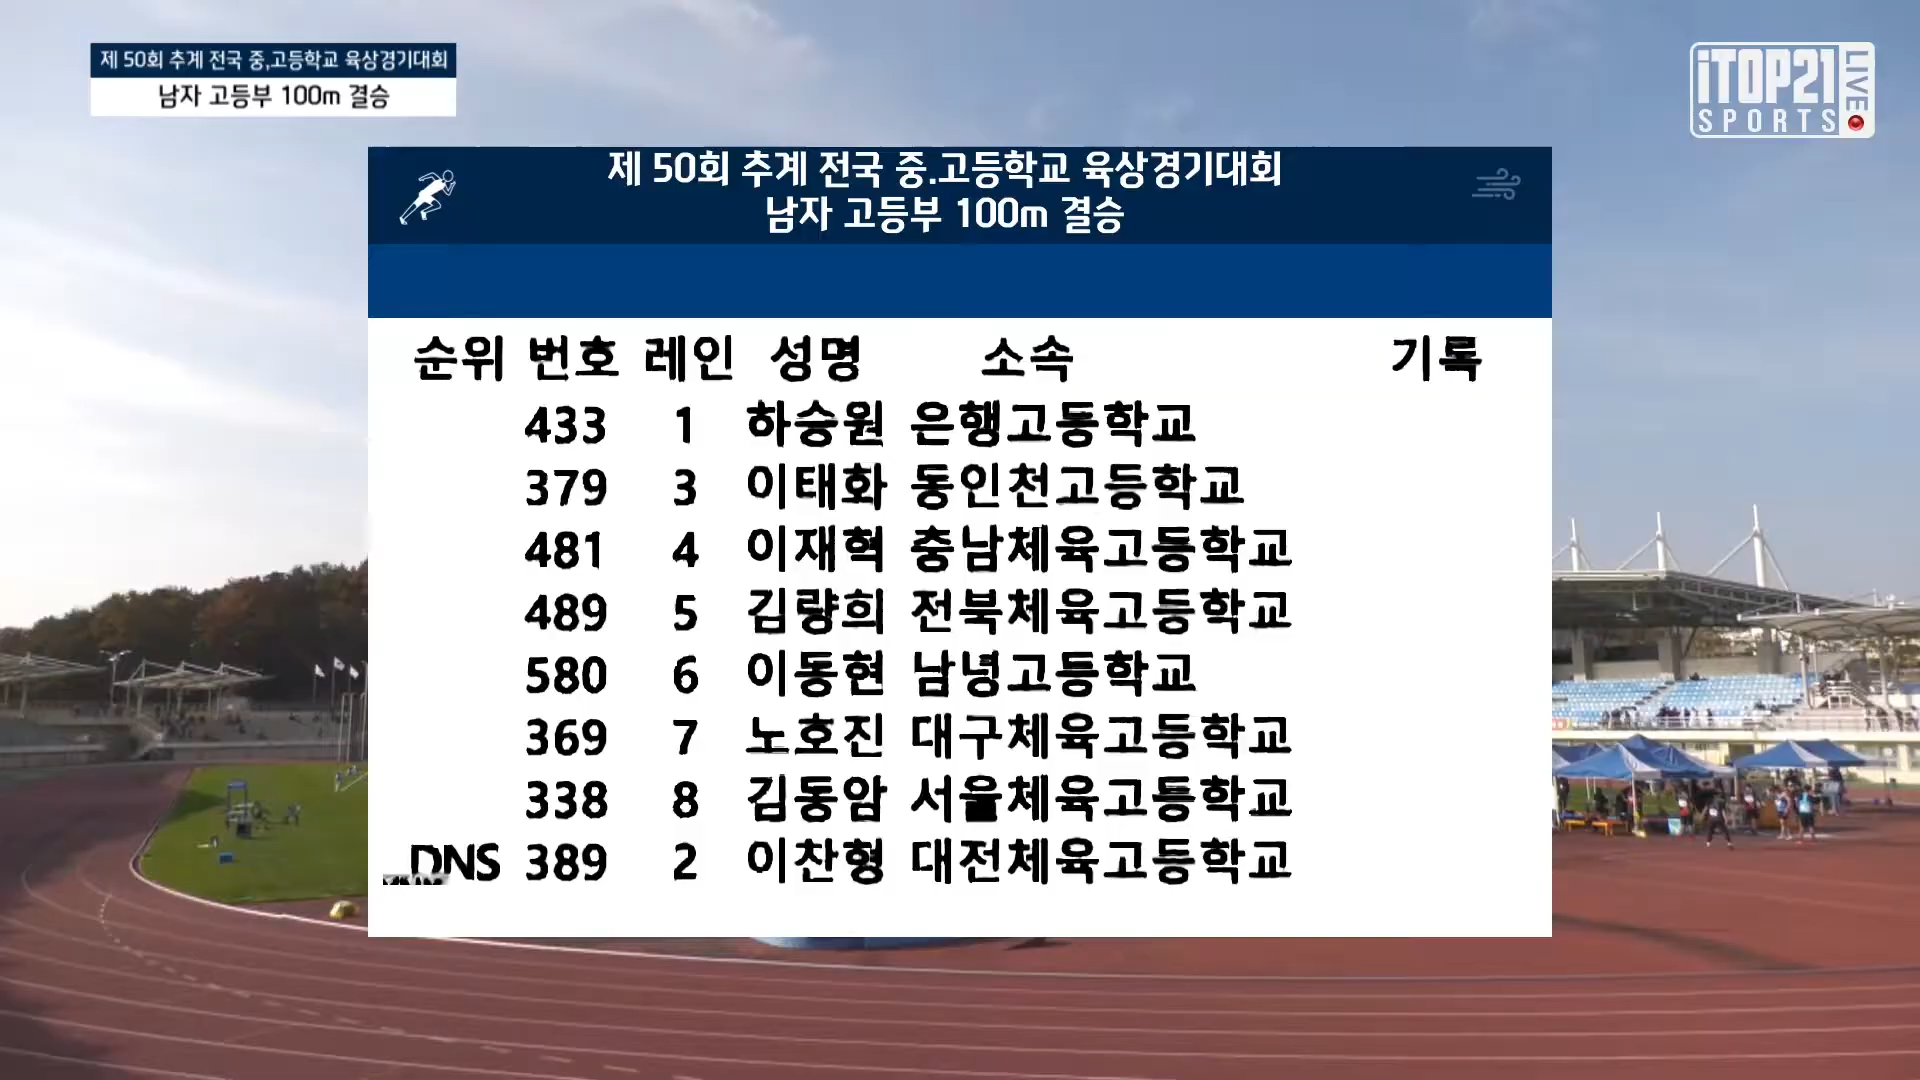 제 50회 추계 전국 중,고등학교 육상경기대회
남자 고등부 100m 결승
iTOP21 LIVE
SPORTS
제 50회 추계 전국 중.고등학교 육상경기대회
남자 고등부 100m 결승
순위 번호 레인 성명 소속 기록
433 1 하승원 은행고등학교
379 3 이태화 동인천고등학교
481 4 이재혁 충남체육고등학교
489 5 김량희 전북체육고등학교
580 6 이동현 남녕고등학교
369 7 노호진 대구체육고등학교
338 8 김동암 서울체육고등학교
DNS 389 2 이찬형 대전체육고등학교